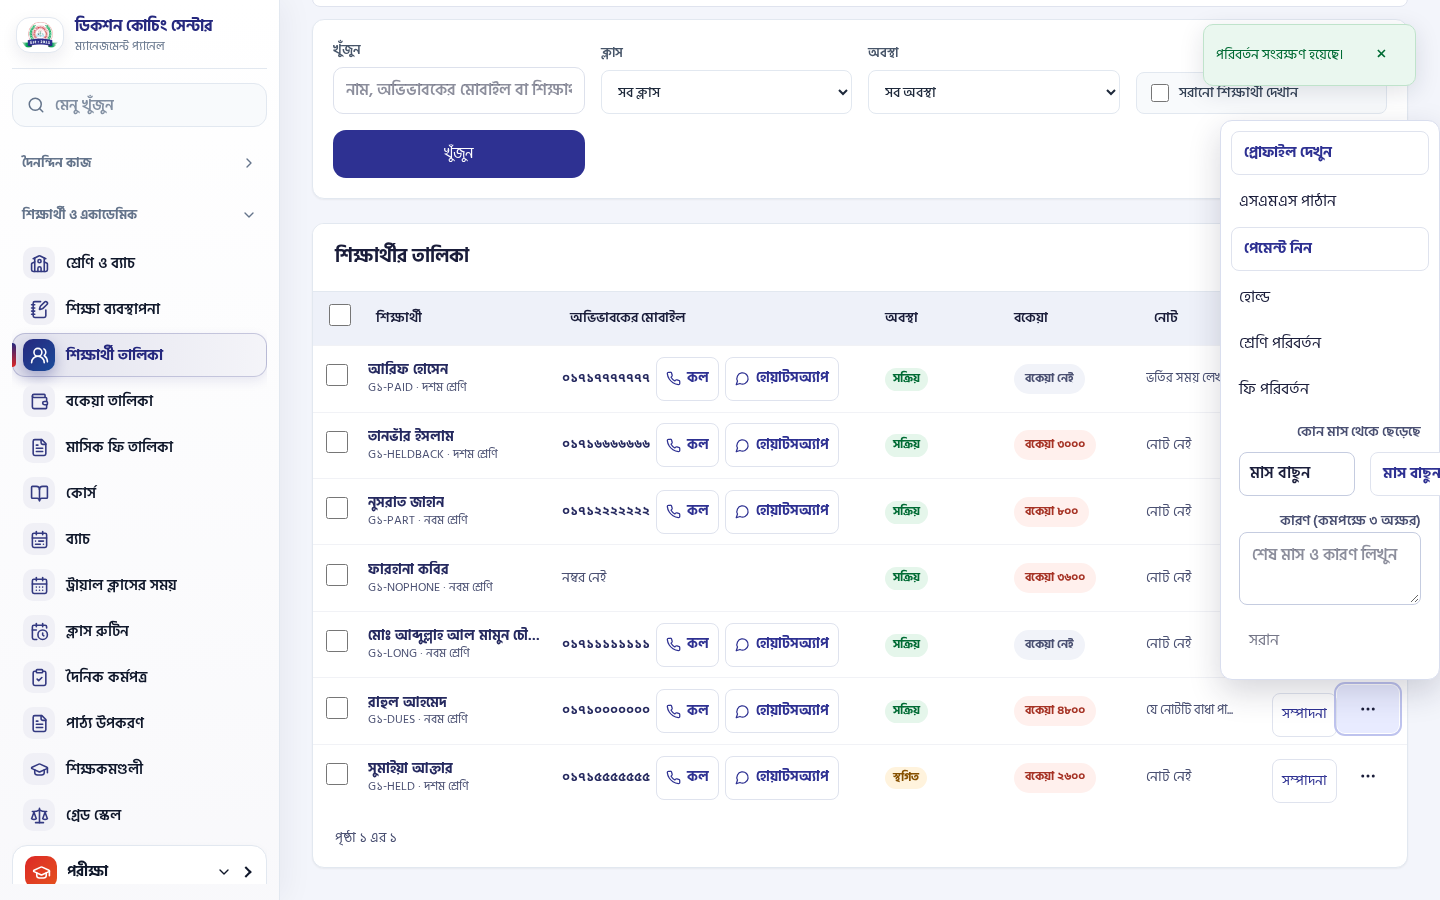 ডিকশন কোচিং সেন্টার
ম্যানেজমেন্ট প্যানেল
মেনু খুঁজুন
দৈনন্দিন কাজ
শিক্ষার্থী ও একাডেমিক
শ্রেণি ও ব্যাচ
শিক্ষা ব্যবস্থাপনা
শিক্ষার্থী তালিকা
বকেয়া তালিকা
মাসিক ফি তালিকা
কোর্স
ব্যাচ
ট্রায়াল ক্লাসের সময়
ক্লাস রুটিন
দৈনিক কর্মপত্র
পাঠ্য উপকরণ
শিক্ষকমণ্ডলী
গ্রেড স্কেল
পরীক্ষা
খুঁজুন
নাম, অভিভাবকের মোবাইল বা
ক্লাস
সব ক্লাস
অবস্থা
সব অবস্থা
সরানো শিক্ষার্থী দেখান
খুঁজুন
পরিবর্তন সংরক্ষণ হয়েছে। ×
শিক্ষার্থীর তালিকা
শিক্ষার্থী অভিভাবকের মোবাইল অবস্থা বকেয়া নোট
আরিফ হোসেন ০১৭১৭৭৭৭৭৭৭ কল হোয়াটসঅ্যাপ সক্রিয় বকেয়া নেই ভর্তির সময়
G১-PAID · দশম শ্রেণি
তানভীর ইসলাম ০১৭১৬৬৬৬৬৬৬ কল হোয়াটসঅ্যাপ সক্রিয় বকেয়া ৩০০০ নোট নেই
G১-HELDBACK · দশম শ্রেণি
নুসরাত জাহান ০১৭১২২২২২২২ কল হোয়াটসঅ্যাপ সক্রিয় বকেয়া ৮০০ নোট নেই
G১-PART · নবম শ্রেণি
ফারহানা কবির নম্বর নেই সক্রিয় বকেয়া ৩৬০০ নোট নেই
G১-NOPHONE · নবম শ্রেণি
মোঃ আব্দুল্লাহ আল মামুন চৌ... ০১৭১১১১১১১১ কল হোয়াটসঅ্যাপ সক্রিয় বকেয়া নেই নোট নেই
G১-LONG · নবম শ্রেণি
রাহুল আহমেদ ০১৭১০০০০০০০ কল হোয়াটসঅ্যাপ সক্রিয় বকেয়া ৪৮০০ যে নোটটি বাধা পা... সম্পাদনা ...
G১-DUES · নবম শ্রেণি
সুমাইয়া আক্তার ০১৭১৫৫৫৫৫৫৫ কল হোয়াটসঅ্যাপ স্থগিত বকেয়া ২৬০০ নোট নেই সম্পাদনা ...
G১-HELD · দশম শ্রেণি
পৃষ্ঠা ১ এর ১
প্রোফাইল দেখুন
এসএমএস পাঠান
পেমেন্ট নিন
হোল্ড
শ্রেণি পরিবর্তন
ফি পরিবর্তন
কোন মাস থেকে ছেড়েছে
মাস বাছুন মাস বাছুন
কারণ (কমপক্ষে ৩ অক্ষর)
শেষ মাস ও কারণ লিখুন
সরান